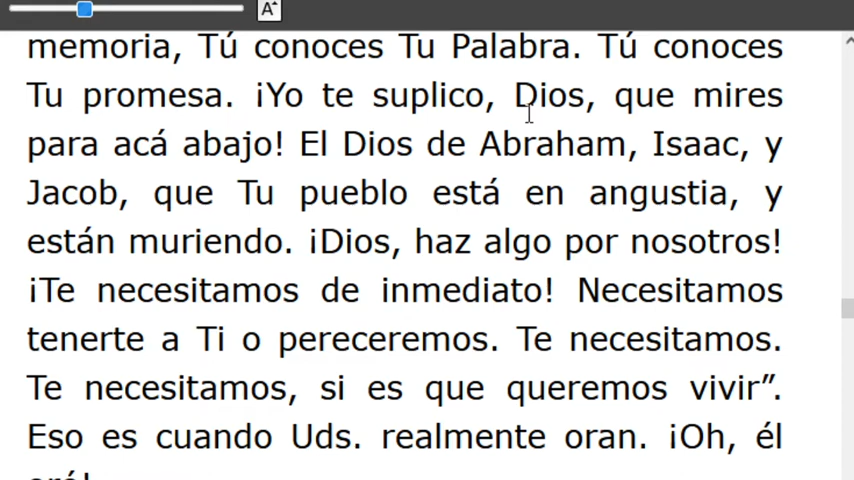 A
memoria, Tú conoces Tu Palabra. Tú conoces
Tu promesa. ¡Yo te suplico, Dios, que mires
para acá abajo! El Dios de Abraham, Isaac, y
Jacob, que Tu pueblo está en angustia, y
están muriendo. ¡Dios, haz algo por nosotros!
¡Te necesitamos de inmediato! Necesitamos
tenerte a Ti o pereceremos. Te necesitamos.
Te necesitamos, si es que queremos vivir”.
Eso es cuando Uds. realmente oran. ¡Oh, él